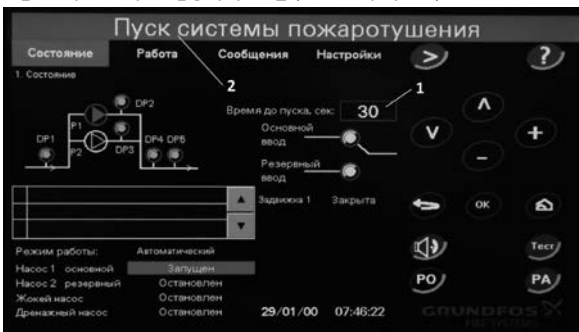 Пуск системы пожаротушения
Состояние Работа Сообщения Настройки > ?
1. Состояние
2
1
DP2
Время до пуска, сек: 30
P1
Основной
ввод
DP1 P2 DP3 DP4 DP5
Резервный
ввод
Задвижка 1 Закрыта
OK
Режим работы: Автоматический
Тест
Насос 1 основной Запущен
Насос 2 резервный Остановлен
PO PA
Жокей насос Остановлен
Дренажный насос Остановлен 29/01/00 07:46:22
GRUNDFOS